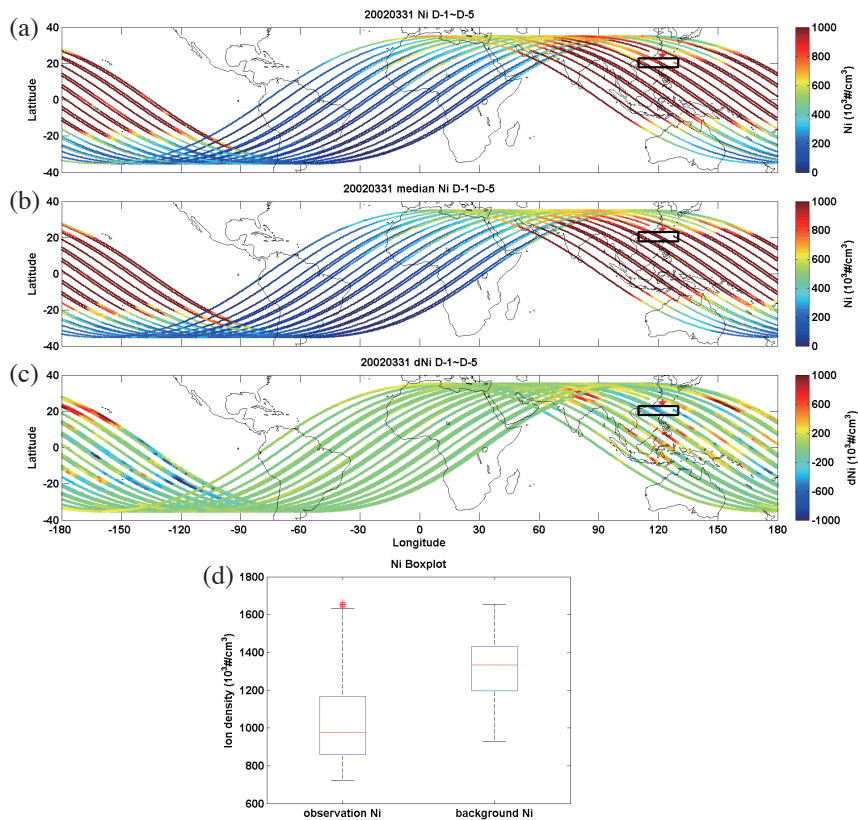 (a)
20020331 Ni D-1~D-5
40
20
0
-20
-40
Latitude
1000
800
600
400
200
0
Ni (10³#/cm³)
(b)
20020331 median Ni D-1~D-5
40
20
0
-20
-40
Latitude
1000
800
600
400
200
0
Ni (10³#/cm³)
(c)
20020331 dNi D-1~D-5
40
20
0
-20
-40
Latitude
-180 -150 -120 -90 -60 -30 0 30 60 90 120 150 180
Longitude
1000
600
200
-200
-600
-1000
dNi (10³#/cm³)
(d)
Ni Boxplot
1800
1600
1400
1200
1000
800
600
Ion density (10³#/cm³)
observation Ni background Ni